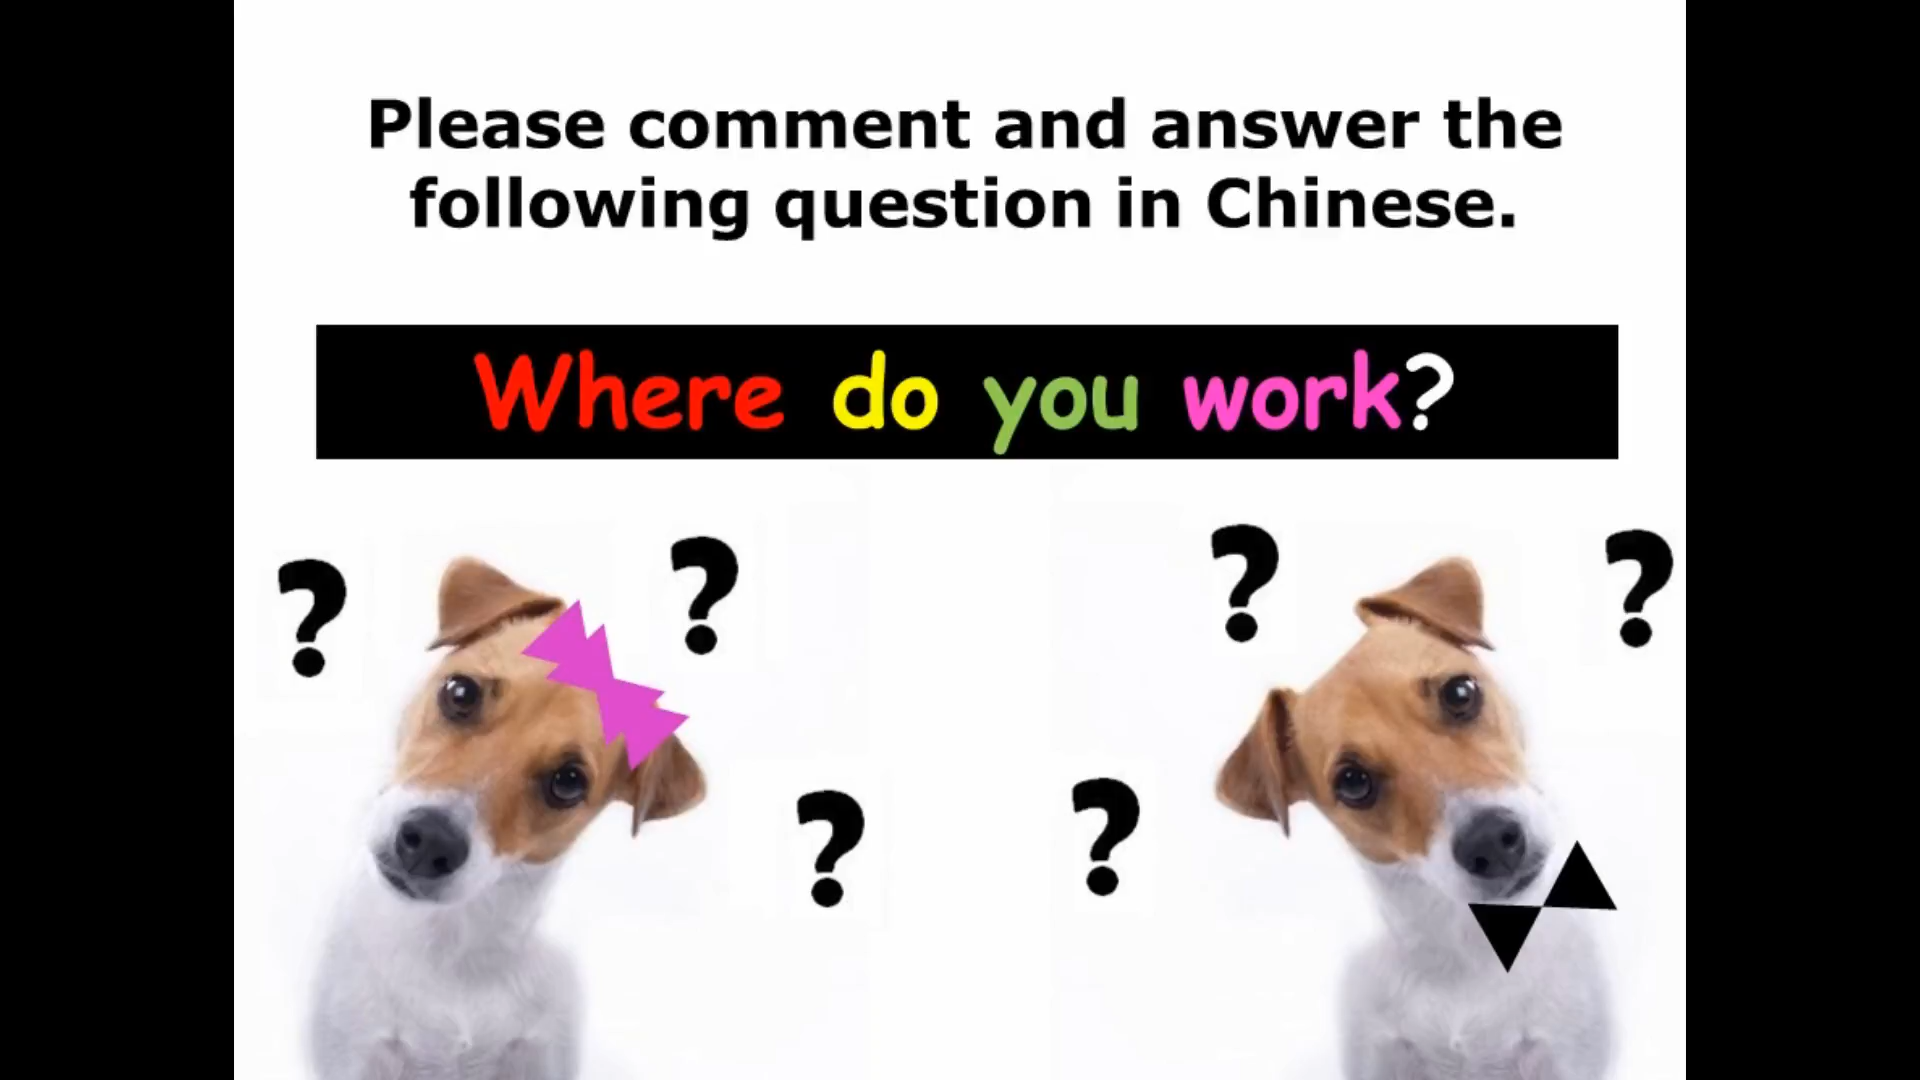 Please comment and answer the
following question in Chinese.
Where do you work?
? ? ? ?
? ?